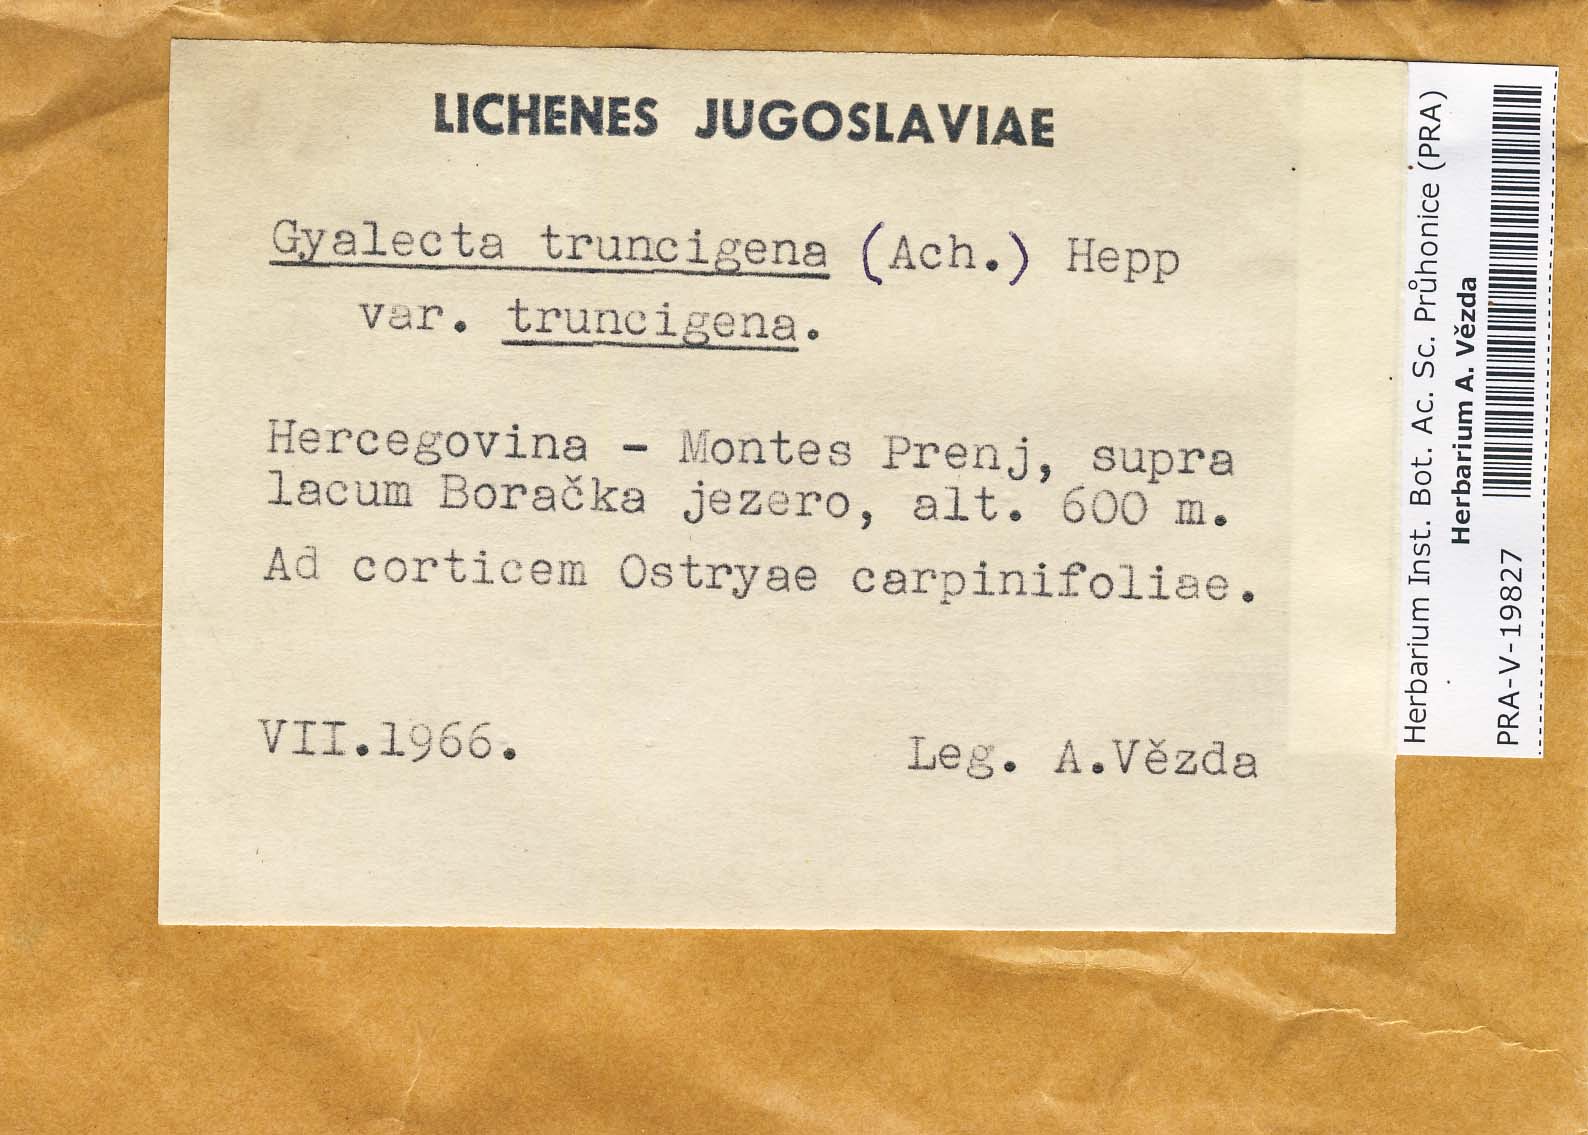 LICHENES JUGOSLAVIAE
Gyalecta truncigena (Ach.) Hepp
var. truncigena.
Hercegovina - Montes Prenj, supra
lacum Boračka jezero, alt. 600 m.
Ad corticem Ostryae carpinifoliae.
VII.1966.
Leg. A.Vězda
Herbarium Inst. Bot. Ac. Sc. Průhonice (PRA)
Herbarium A. Vězda
PRA-V-19827